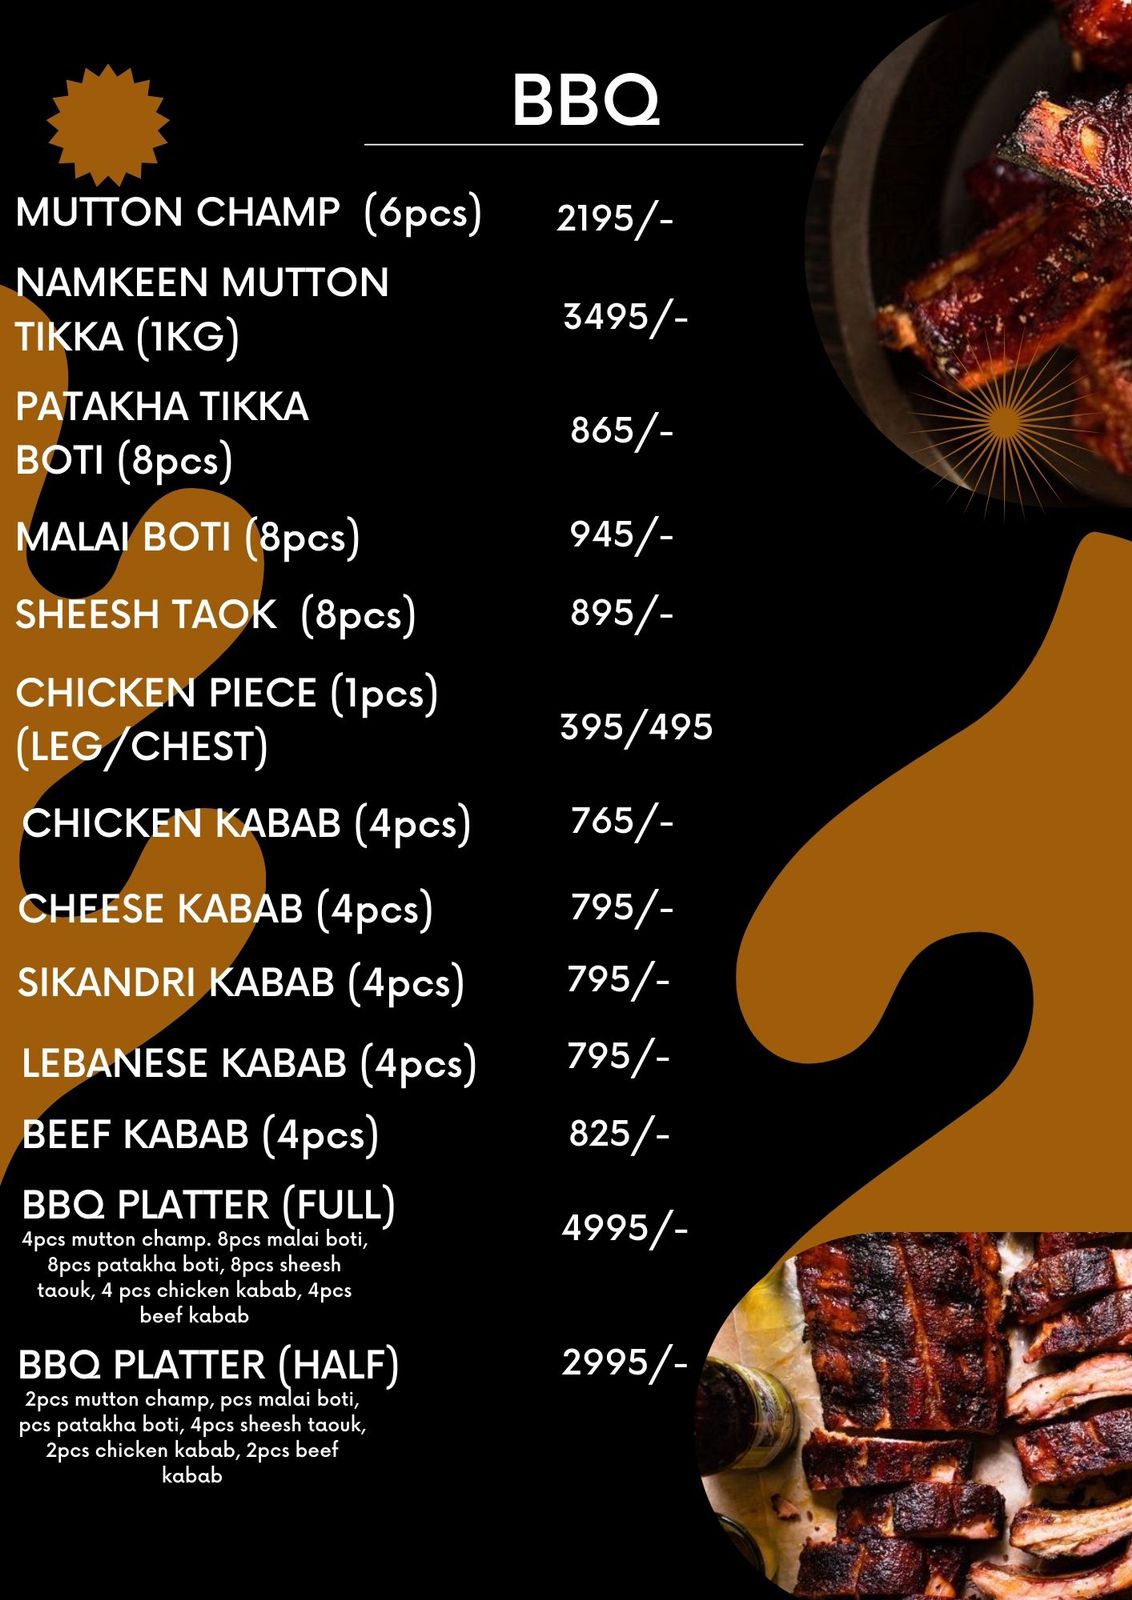 BBQ
MUTTON CHAMP (6pcs) 2195/-
NAMKEEN MUTTON
TIKKA (1KG) 3495/-
PATAKHA TIKKA
BOTI (8pcs) 865/-
MALAI BOTI (8pcs) 945/-
SHEESH TAOK (8pcs) 895/-
CHICKEN PIECE (1pcs)
(LEG/CHEST) 395/495
CHICKEN KABAB (4pcs) 765/-
CHEESE KABAB (4pcs) 795/-
SIKANDRI KABAB (4pcs) 795/-
LEBANESE KABAB (4pcs) 795/-
BEEF KABAB (4pcs) 825/-
BBQ PLATTER (FULL) 4995/-
4pcs mutton champ. 8pcs malai boti,
8pcs patakha boti, 8pcs sheesh
taouk, 4 pcs chicken kabab, 4pcs
beef kabab
BBQ PLATTER (HALF) 2995/-
2pcs mutton champ, pcs malai boti,
pcs patakha boti, 4pcs sheesh taouk,
2pcs chicken kabab, 2pcs beef
kabab